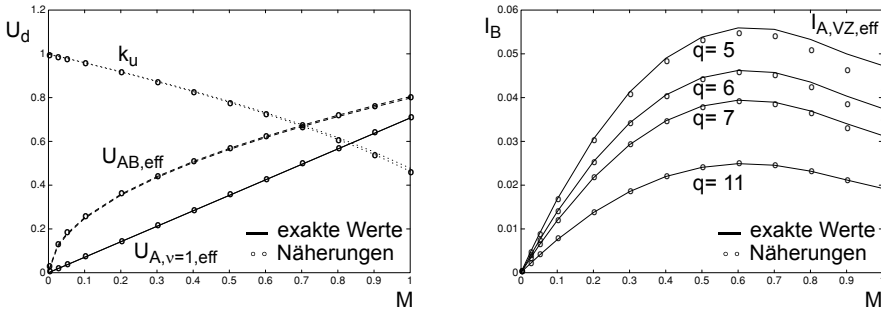 U_d
1.2
1
0.8
0.6
0.4
0.2
0
k_u
U_AB,eff
U_A,ν=1,eff
exakte Werte
Näherungen
0 0.1 0.2 0.3 0.4 0.5 0.6 0.7 0.8 0.9 1
M
I_B
0.06
0.05
0.04
0.03
0.02
0.01
0
I_A,VZ,eff
q= 5
q= 6
q= 7
q= 11
exakte Werte
Näherungen
0 0.1 0.2 0.3 0.4 0.5 0.6 0.7 0.8 0.9
M